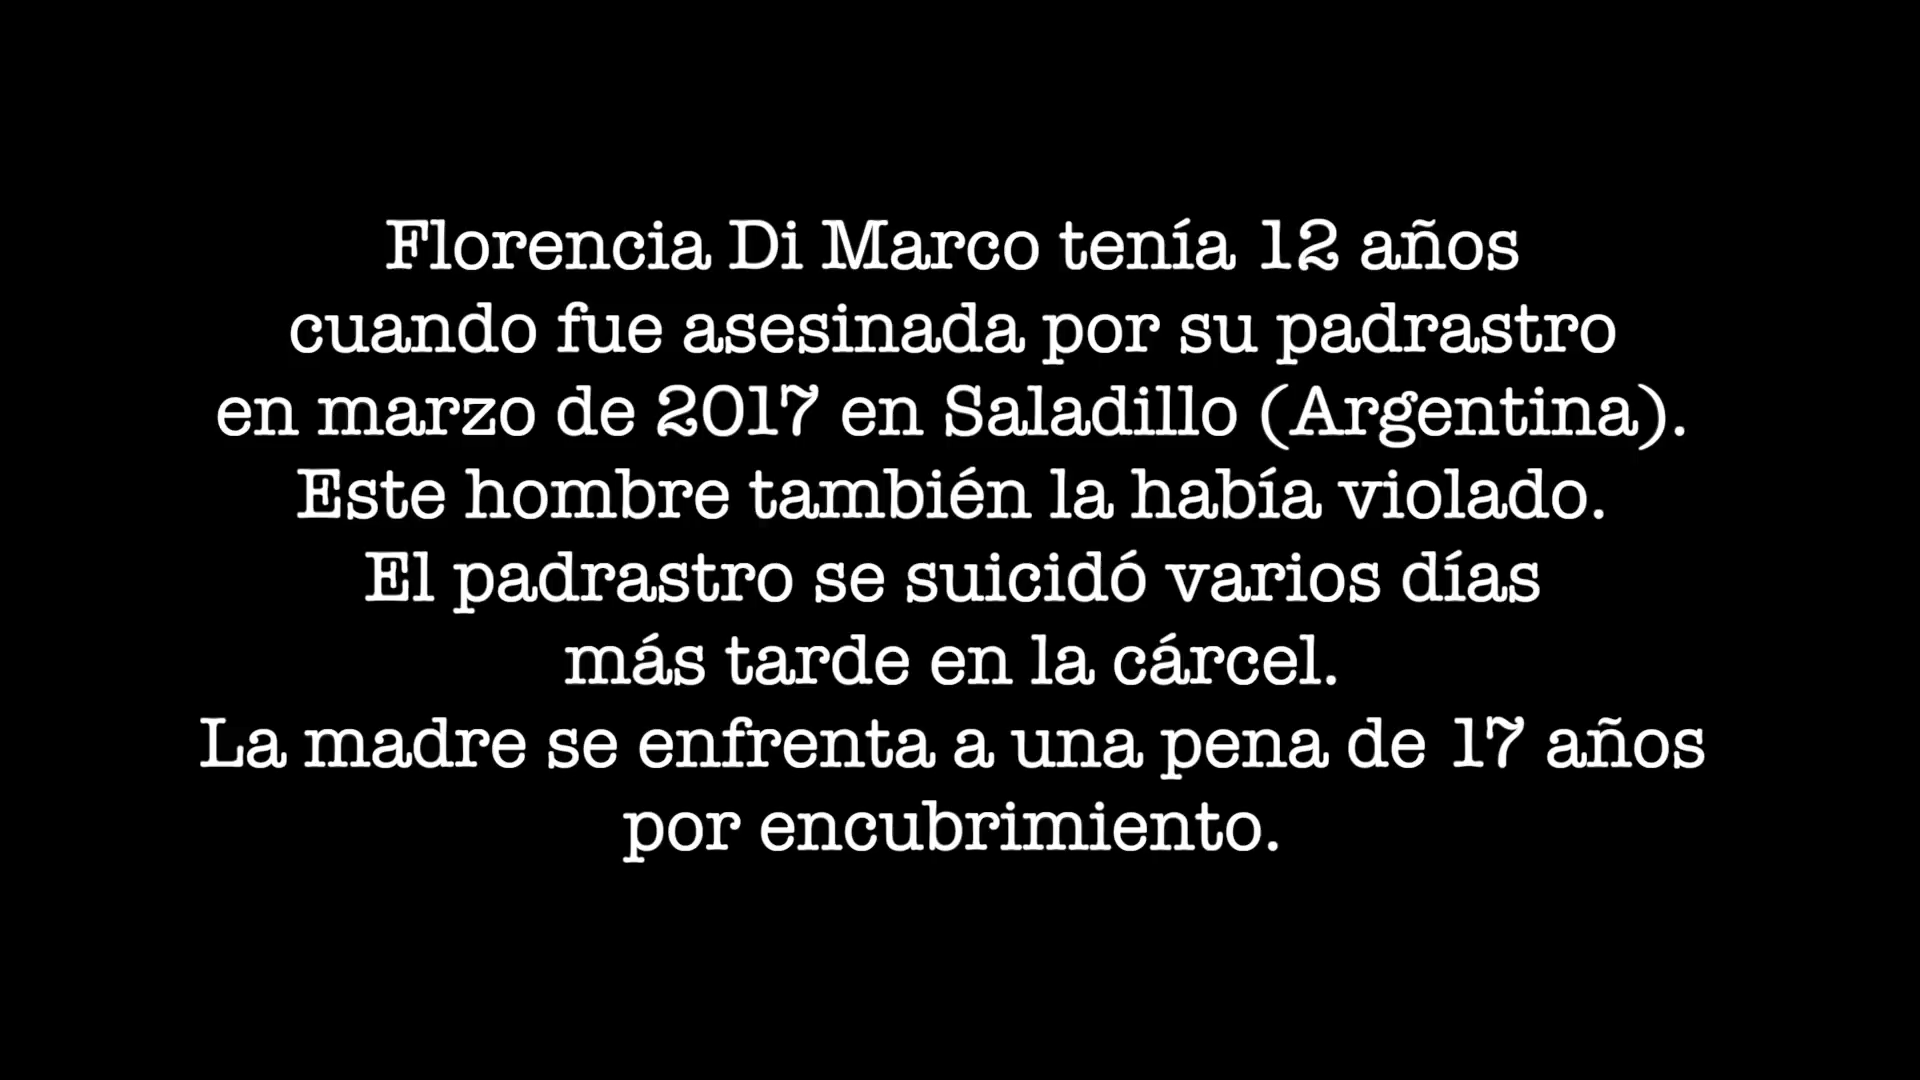 Florencia Di Marco tenía 12 años
cuando fue asesinada por su padrastro
en marzo de 2017 en Saladillo (Argentina).
Este hombre también la había violado.
El padrastro se suicidó varios días
más tarde en la cárcel.
La madre se enfrenta a una pena de 17 años
por encubrimiento.